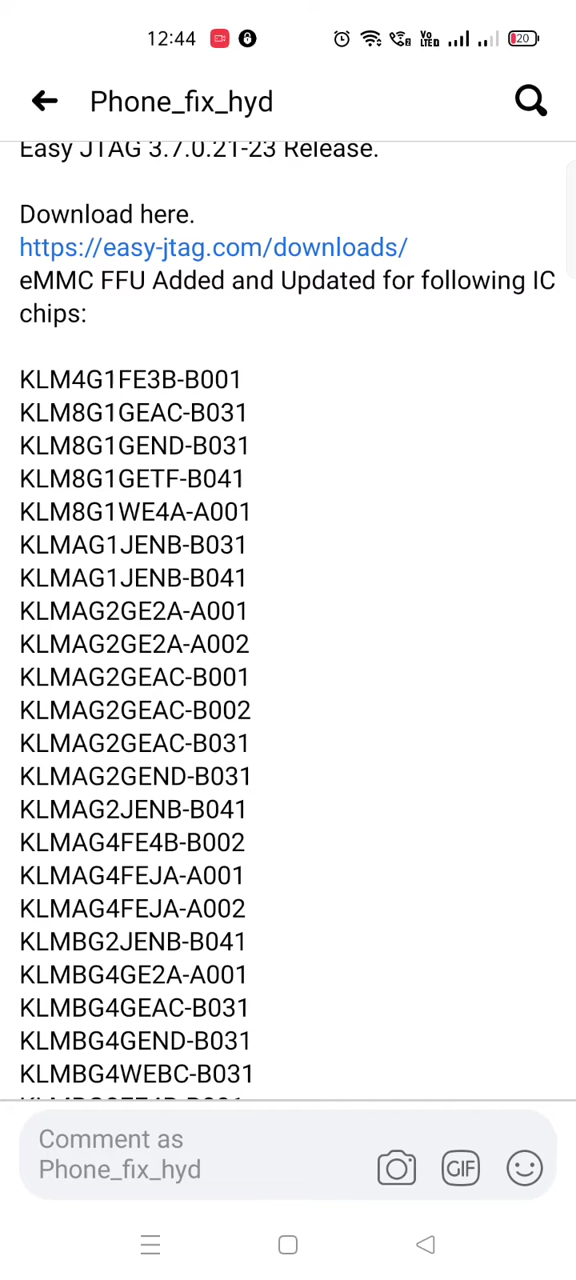 12:44
Vo
LTED
20
Phone_fix_hyd
Easy JTAG 3.7.0.21-23 Release.
Download here.
https://easy-jtag.com/downloads/
eMMC FFU Added and Updated for following IC
chips:
KLM4G1FE3B-B001
KLM8G1GEAC-B031
KLM8G1GEND-B031
KLM8G1GETF-B041
KLM8G1WE4A-A001
KLMAG1JENB-B031
KLMAG1JENB-B041
KLMAG2GE2A-A001
KLMAG2GE2A-A002
KLMAG2GEAC-B001
KLMAG2GEAC-B002
KLMAG2GEAC-B031
KLMAG2GEND-B031
KLMAG2JENB-B041
KLMAG4FE4B-B002
KLMAG4FEJA-A001
KLMAG4FEJA-A002
KLMBG2JENB-B041
KLMBG4GE2A-A001
KLMBG4GEAC-B031
KLMBG4GEND-B031
KLMBG4WEBC-B031
Comment as
Phone_fix_hyd
GIF